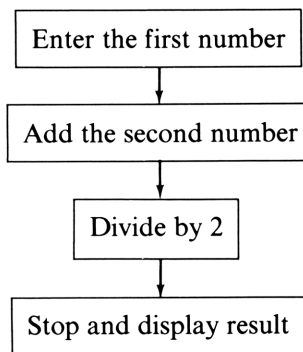 Enter the first number
Add the second number
Divide by 2
Stop and display result